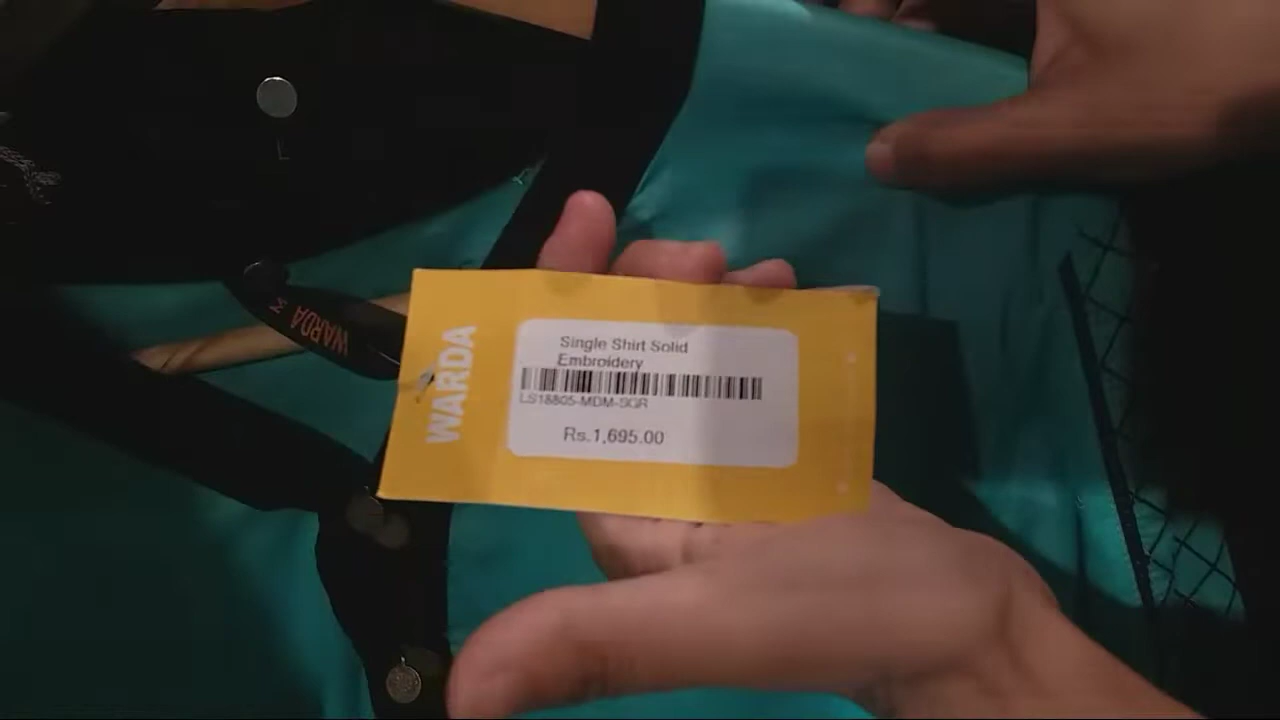 WARDA
Single Shirt Solid
Embroidery
LS18805-MDM-SGR
Rs.1,695.00
WARDA
M
L